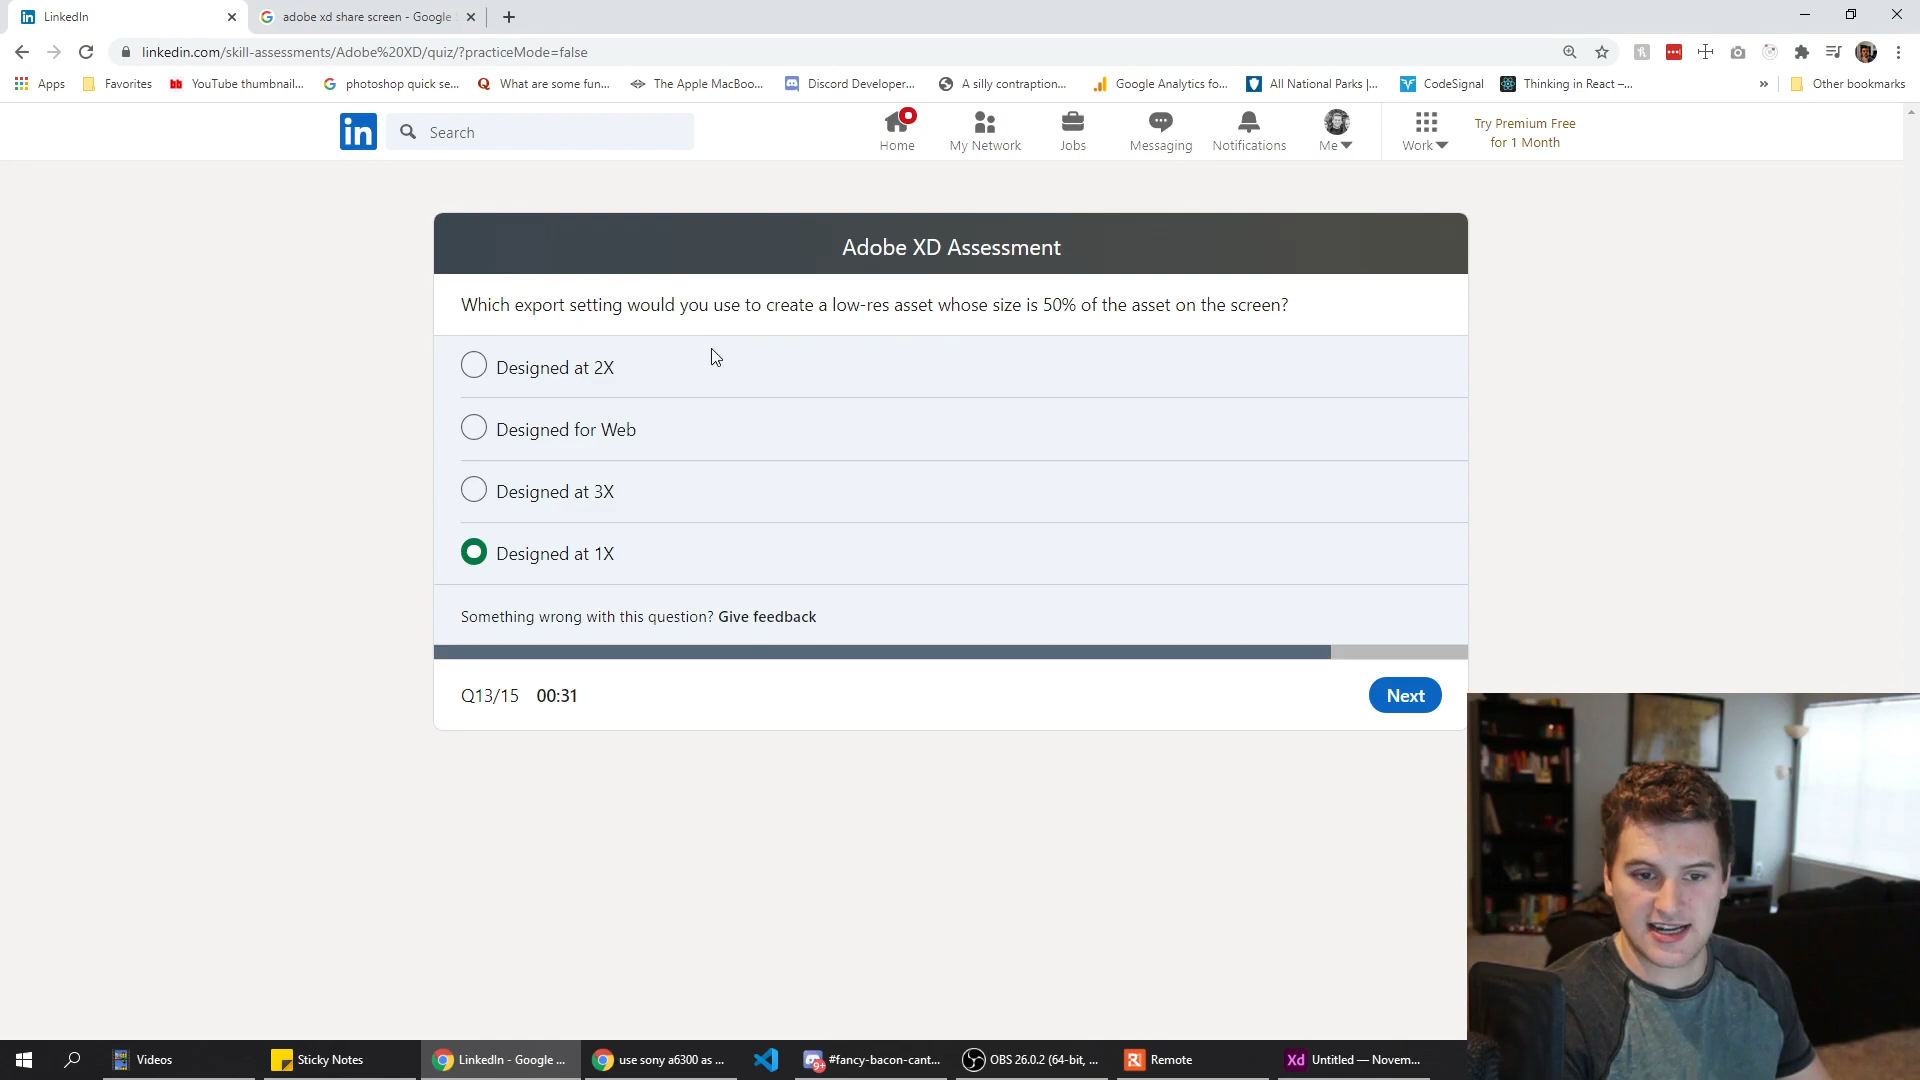 LinkedIn
adobe xd share screen - Google
linkedin.com/skill-assessments/Adobe%20XD/quiz/?practiceMode=false
Apps
Favorites
YouTube thumbnail...
photoshop quick se...
What are some fun...
The Apple MacBoo...
Discord Developer...
A silly contraption...
Google Analytics fo...
All National Parks |...
CodeSignal
Thinking in React –...
»
Other bookmarks
in
Search
Home
My Network
Jobs
Messaging
Notifications
Me
Work
Try Premium Free
for 1 Month
Adobe XD Assessment
Which export setting would you use to create a low-res asset whose size is 50% of the asset on the screen?
Designed at 2X
Designed for Web
Designed at 3X
Designed at 1X
Something wrong with this question? Give feedback
Q13/15 00:31
Next
Videos
Sticky Notes
LinkedIn - Google ...
use sony a6300 as ...
9+
#fancy-bacon-cant...
OBS 26.0.2 (64-bit, ...
Remote
Xd
Untitled — Novem...